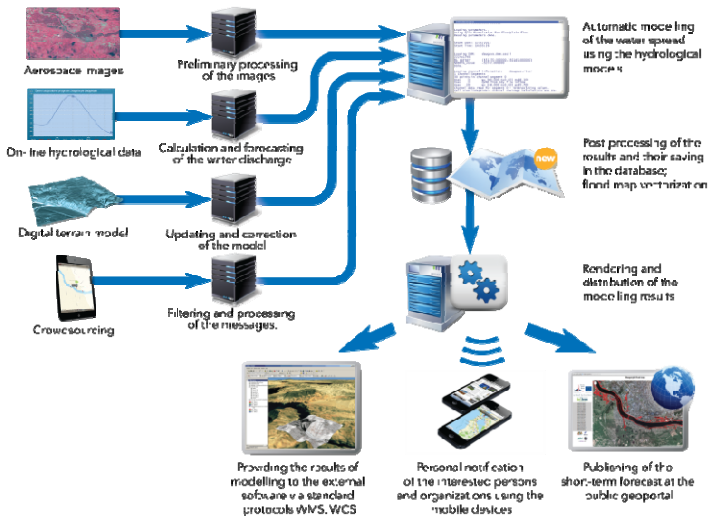 Aerospace images
Preliminary processing
of the images
Automatic modelling
of the water spread
using the hydrological
models
On-line hydrological data
Calculation and forecasting
of the water discharge
Post processing of the
results and their saving
in the database;
flood map vectorization
new
Digital terrain model
Updating and correction
of the model
Crowdsourcing
Filtering and processing
of the messages.
Rendering and
distribution of the
modelling results
Providing the results of
modelling to the external
software via standard
protocols WMS, WCS
Personal notification
of the interested persons
and organizations using the
mobile devices
Publishing of the
short-term forecast at the
public geoportal